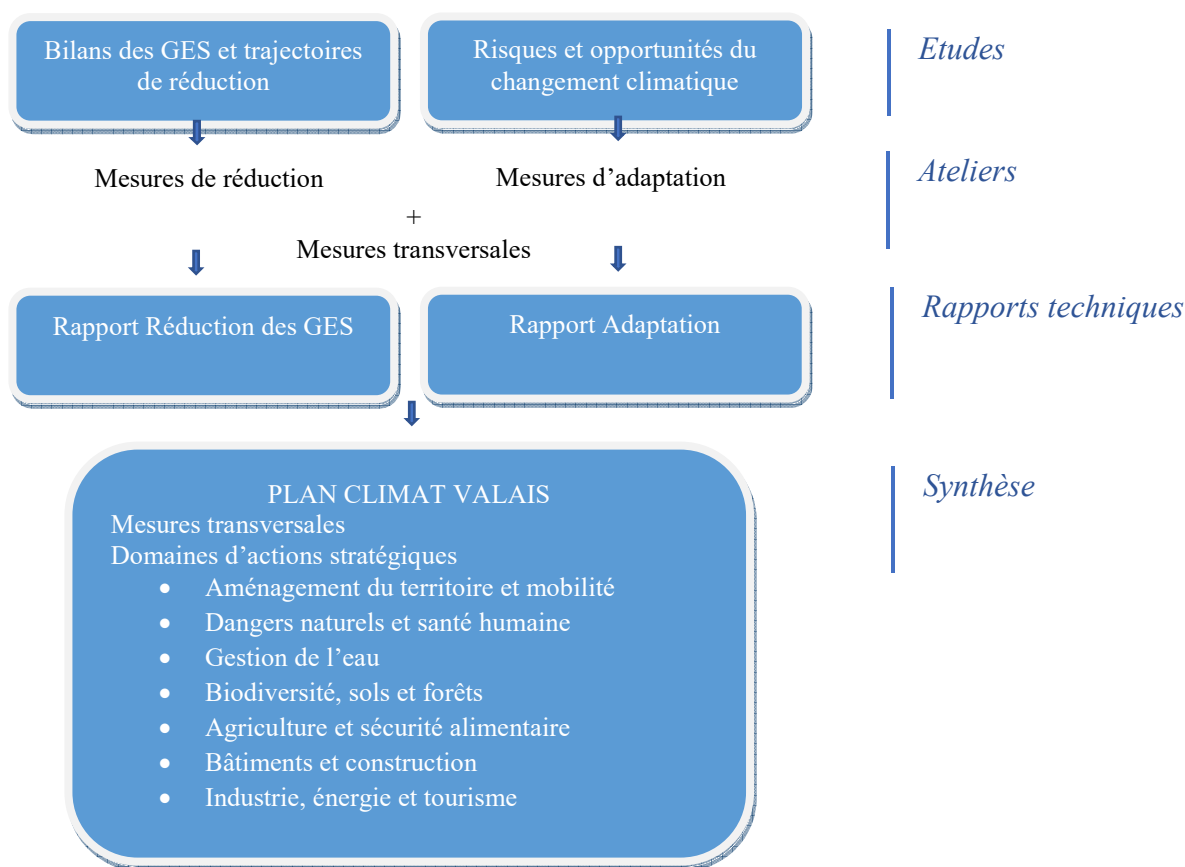 Bilans des GES et trajectoires
de réduction
Risques et opportunités du
changement climatique
Etudes
Mesures de réduction
Mesures d’adaptation
+
Mesures transversales
Ateliers
Rapport Réduction des GES
Rapport Adaptation
Rapports techniques
PLAN CLIMAT VALAIS
Mesures transversales
Domaines d’actions stratégiques
• Aménagement du territoire et mobilité
• Dangers naturels et santé humaine
• Gestion de l’eau
• Biodiversité, sols et forêts
• Agriculture et sécurité alimentaire
• Bâtiments et construction
• Industrie, énergie et tourisme
Synthèse